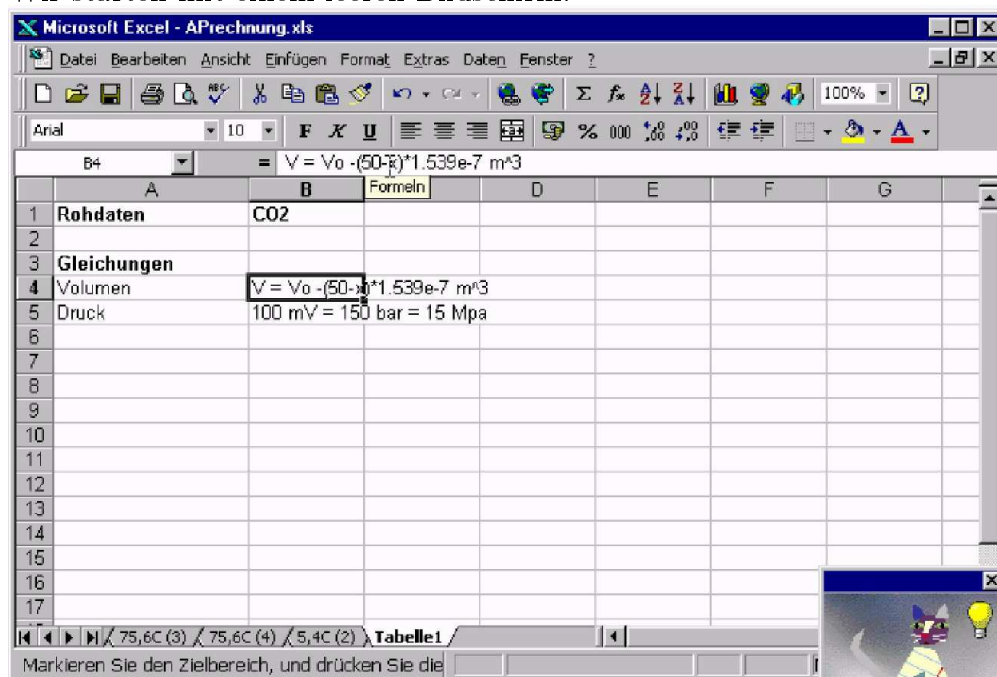 Microsoft Excel - APrechnung.xls
Datei Bearbeiten Ansicht Einfügen Format Extras Daten Fenster ?
100%
Arial 10 F K U % 000
B4 = V = Vo -(50-x)*1.539e-7 m^3
Formeln
A B D E F G
1 Rohdaten CO2
2
3 Gleichungen
4 Volumen V = Vo -(50-x)*1.539e-7 m^3
5 Druck 100 mV = 150 bar = 15 Mpa
6
7
8
9
10
11
12
13
14
15
16
17
75,6C (3) 75,6C (4) 5,4C (2) Tabelle1
Markieren Sie den Zielbereich, und drücken Sie die